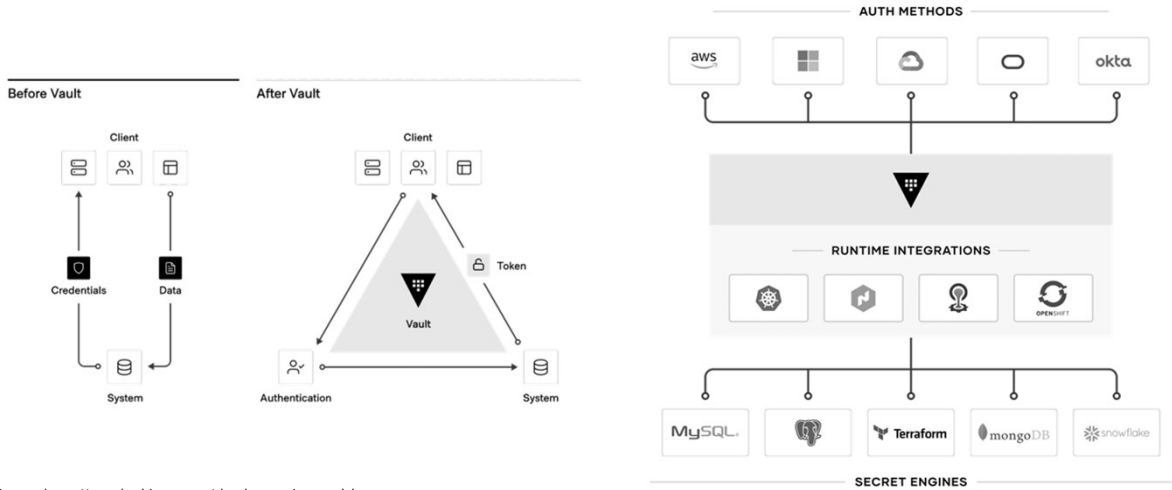 Before Vault
Client
Credentials
Data
System
After Vault
Client
Token
Vault
Authentication
System
AUTH METHODS
aws
okta
RUNTIME INTEGRATIONS
OPENSHIFT
MySQL
Terraform
mongoDB
snowflake
SECRET ENGINES